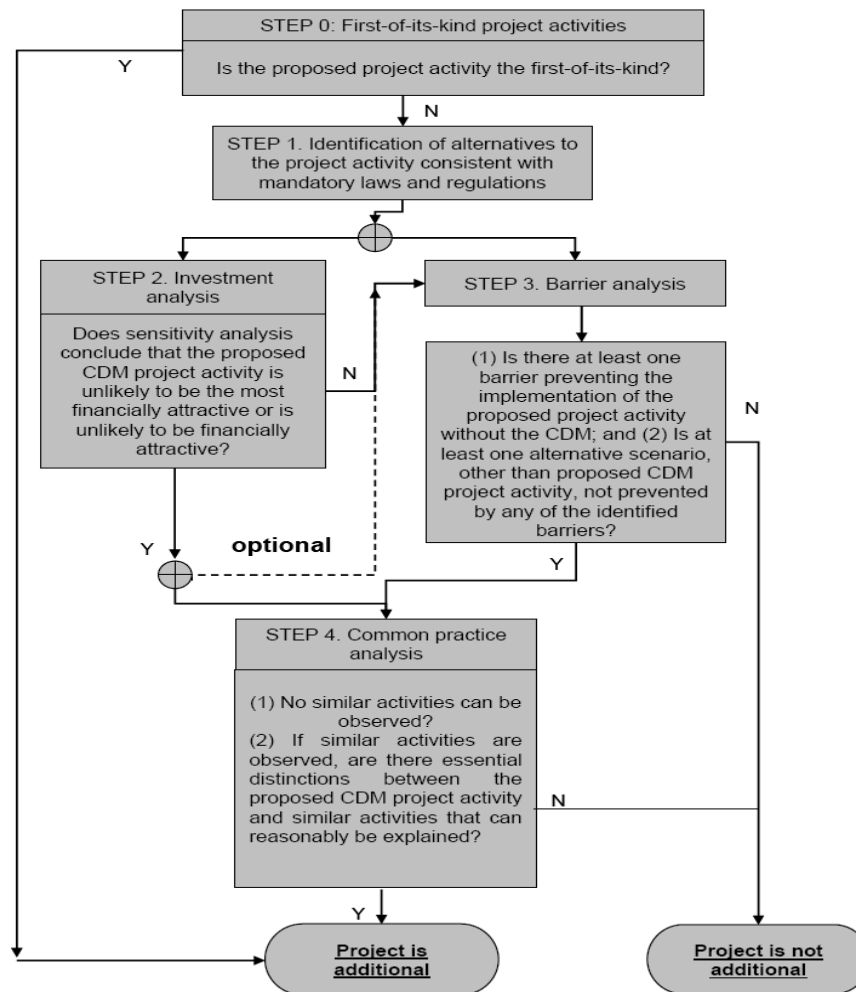 STEP 0: First-of-its-kind project activities
Y
Is the proposed project activity the first-of-its-kind?
N
STEP 1. Identification of alternatives to
the project activity consistent with
mandatory laws and regulations
STEP 2. Investment
analysis
Does sensitivity analysis
conclude that the proposed
CDM project activity is
unlikely to be the most
financially attractive or is
unlikely to be financially
attractive?
N
STEP 3. Barrier analysis
(1) Is there at least one
barrier preventing the
implementation of the
proposed project activity
without the CDM; and (2) Is at
least one alternative scenario,
other than proposed CDM
project activity, not prevented
by any of the identified
barriers?
N
Y
optional
Y
STEP 4. Common practice
analysis
(1) No similar activities can be
observed?
(2) If similar activities are
observed, are there essential
distinctions between the
proposed CDM project activity
and similar activities that can
reasonably be explained?
N
Y
Project is
additional
Project is not
additional